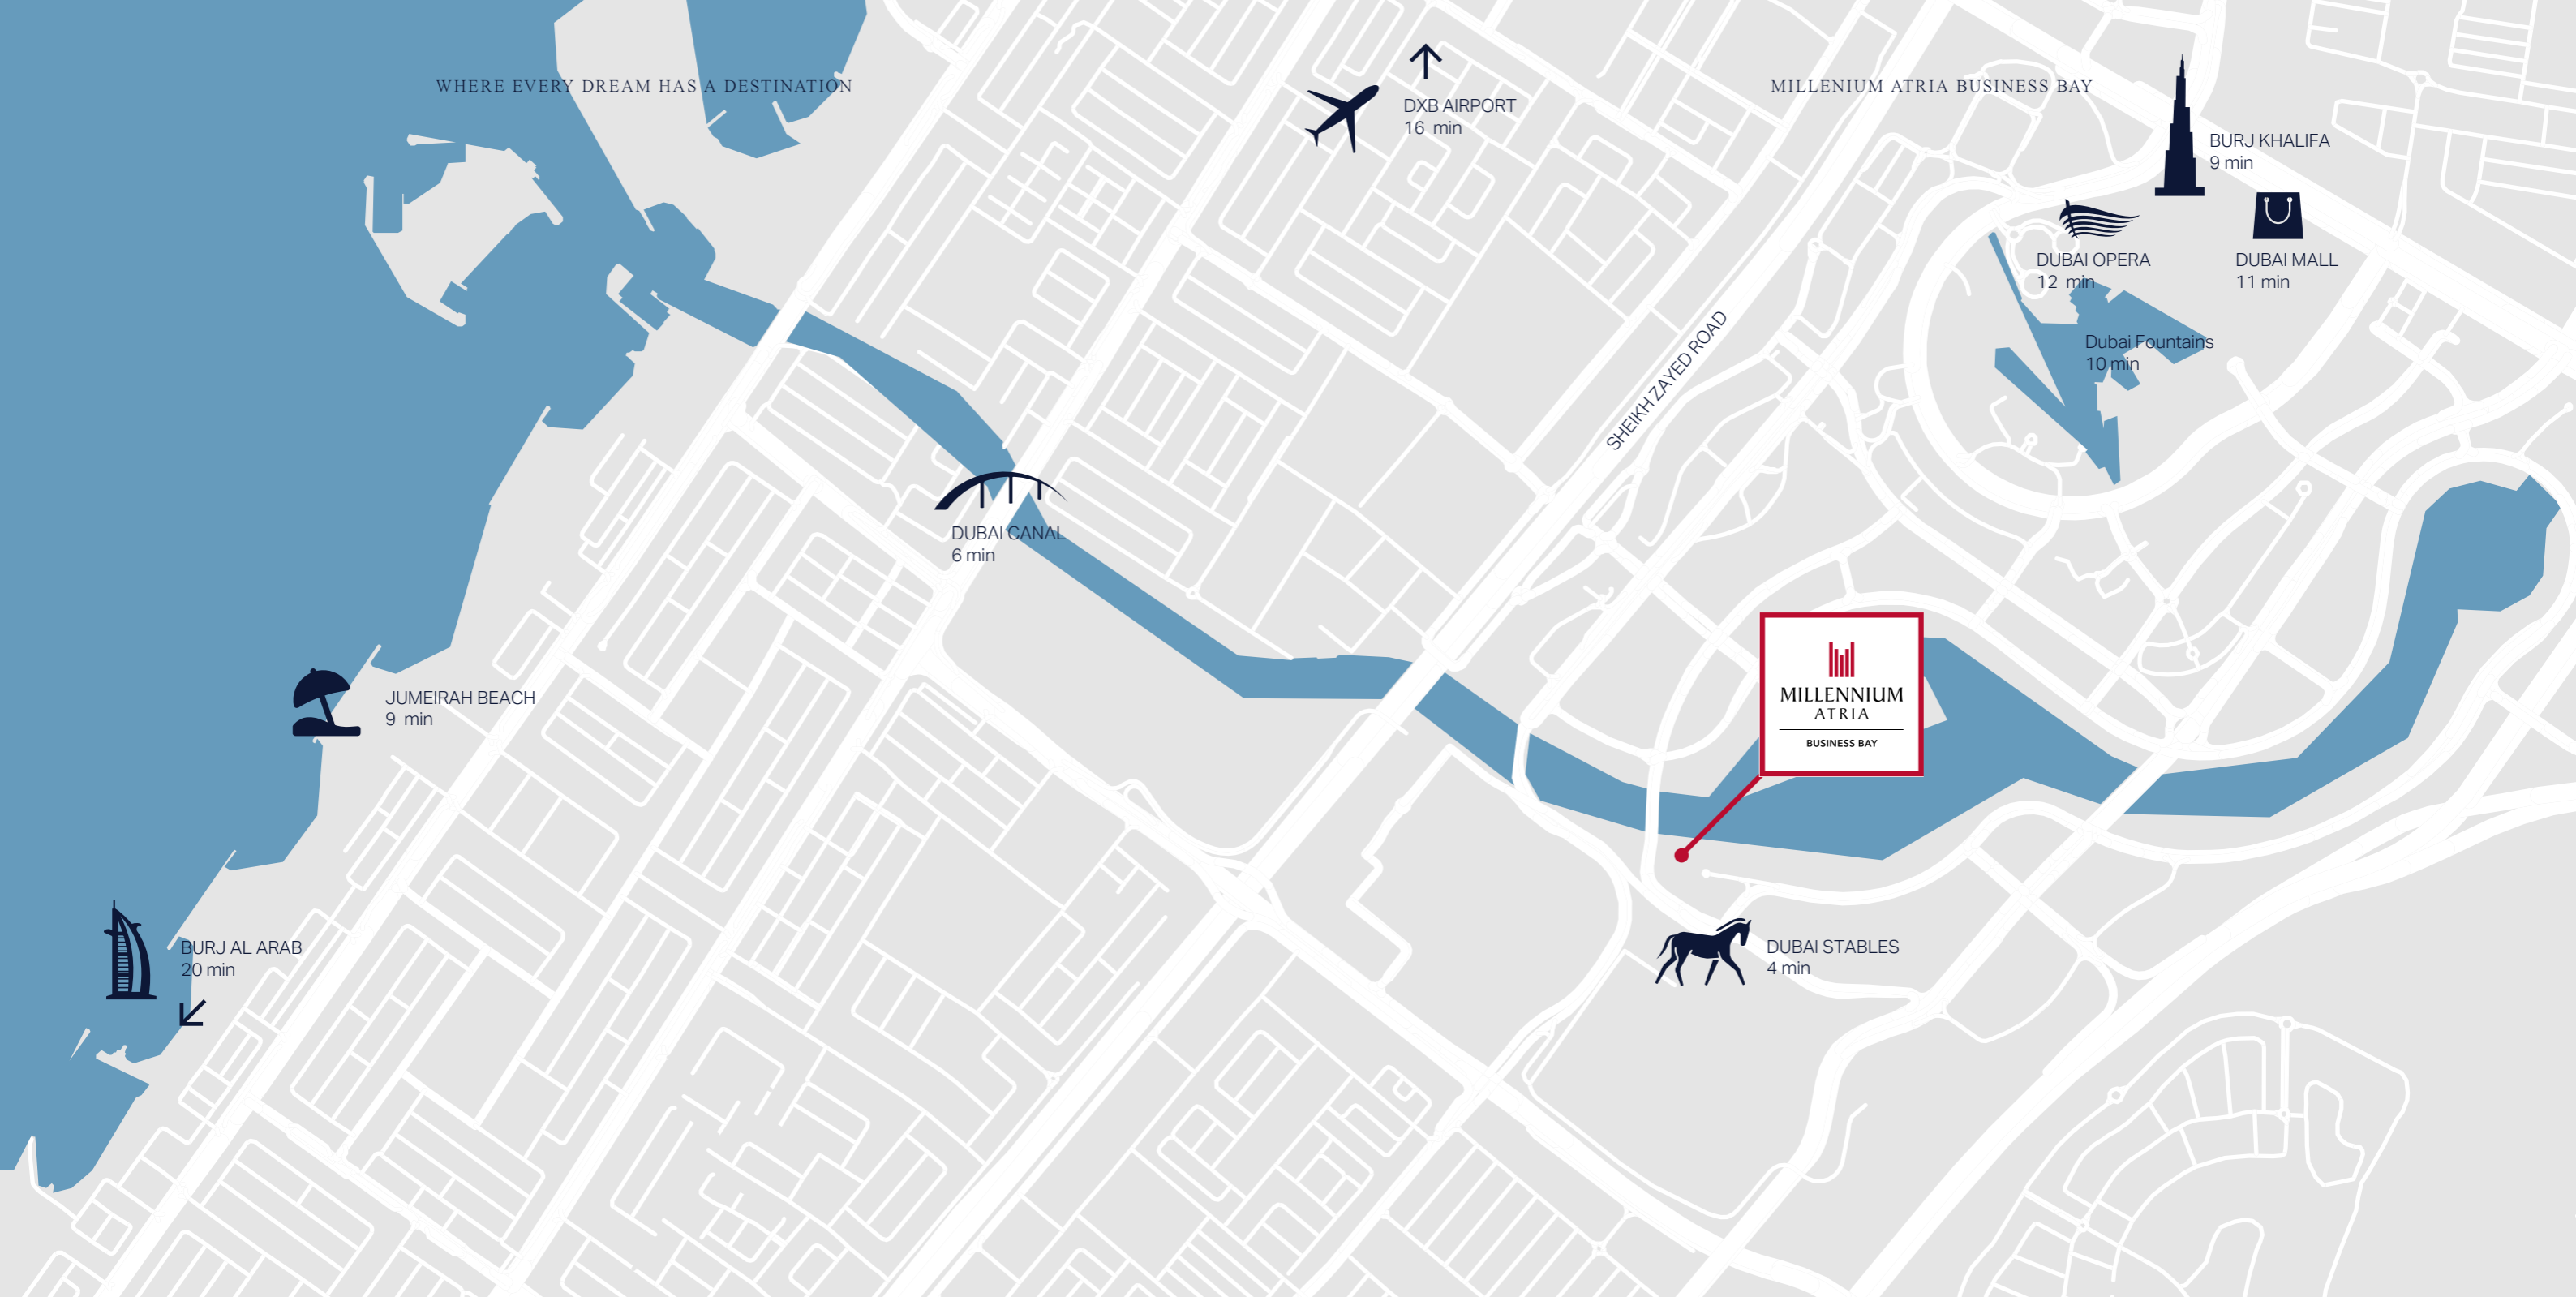 WHERE EVERY DREAM HAS A DESTINATION
MILLENIUM ATRIA BUSINESS BAY
DXB AIRPORT
16 min
BURJ KHALIFA
9 min
DUBAI OPERA
12 min
DUBAI MALL
11 min
Dubai Fountains
10 min
SHEIKH ZAYED ROAD
DUBAI CANAL
6 min
MILLENNIUM
ATRIA
BUSINESS BAY
JUMEIRAH BEACH
9 min
BURJ AL ARAB
20 min
DUBAI STABLES
4 min